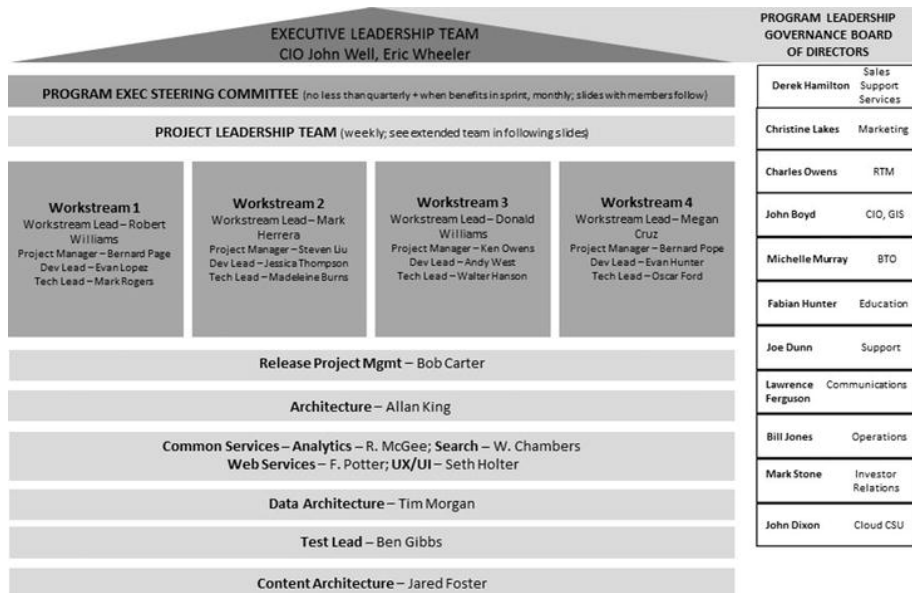 EXECUTIVE LEADERSHIP TEAM
CIO John Well, Eric Wheeler
PROGRAM EXEC STEERING COMMITTEE (no less than quarterly + when benefits in sprint, monthly; slides with members follow)
PROJECT LEADERSHIP TEAM (weekly; see extended team in following slides)
Workstream 1
Workstream Lead – Robert
Williams
Project Manager – Bernard Page
Dev Lead – Evan Lopez
Tech Lead – Mark Rogers
Workstream 2
Workstream Lead – Mark
Herrera
Project Manager – Steven Liu
Dev Lead – Jessica Thompson
Tech Lead – Madeleine Burns
Workstream 3
Workstream Lead – Donald
Williams
Project Manager – Ken Owens
Dev Lead – Andy West
Tech Lead – Walter Hanson
Workstream 4
Workstream Lead – Megan
Cruz
Project Manager – Bernard Pope
Dev Lead – Evan Hunter
Tech Lead – Oscar Ford
Release Project Mgmt – Bob Carter
Architecture – Allan King
Common Services – Analytics – R. McGee; Search – W. Chambers
Web Services – F. Potter; UX/UI – Seth Holter
Data Architecture – Tim Morgan
Test Lead – Ben Gibbs
Content Architecture – Jared Foster
PROGRAM LEADERSHIP
GOVERNANCE BOARD
OF DIRECTORS
Derek Hamilton
Sales
Support
Services
Christine Lakes Marketing
Charles Owens RTM
John Boyd CIO, GIS
Michelle Murray BTO
Fabian Hunter Education
Joe Dunn Support
Lawrence Communications
Ferguson
Bill Jones Operations
Mark Stone Investor
Relations
John Dixon Cloud CSU